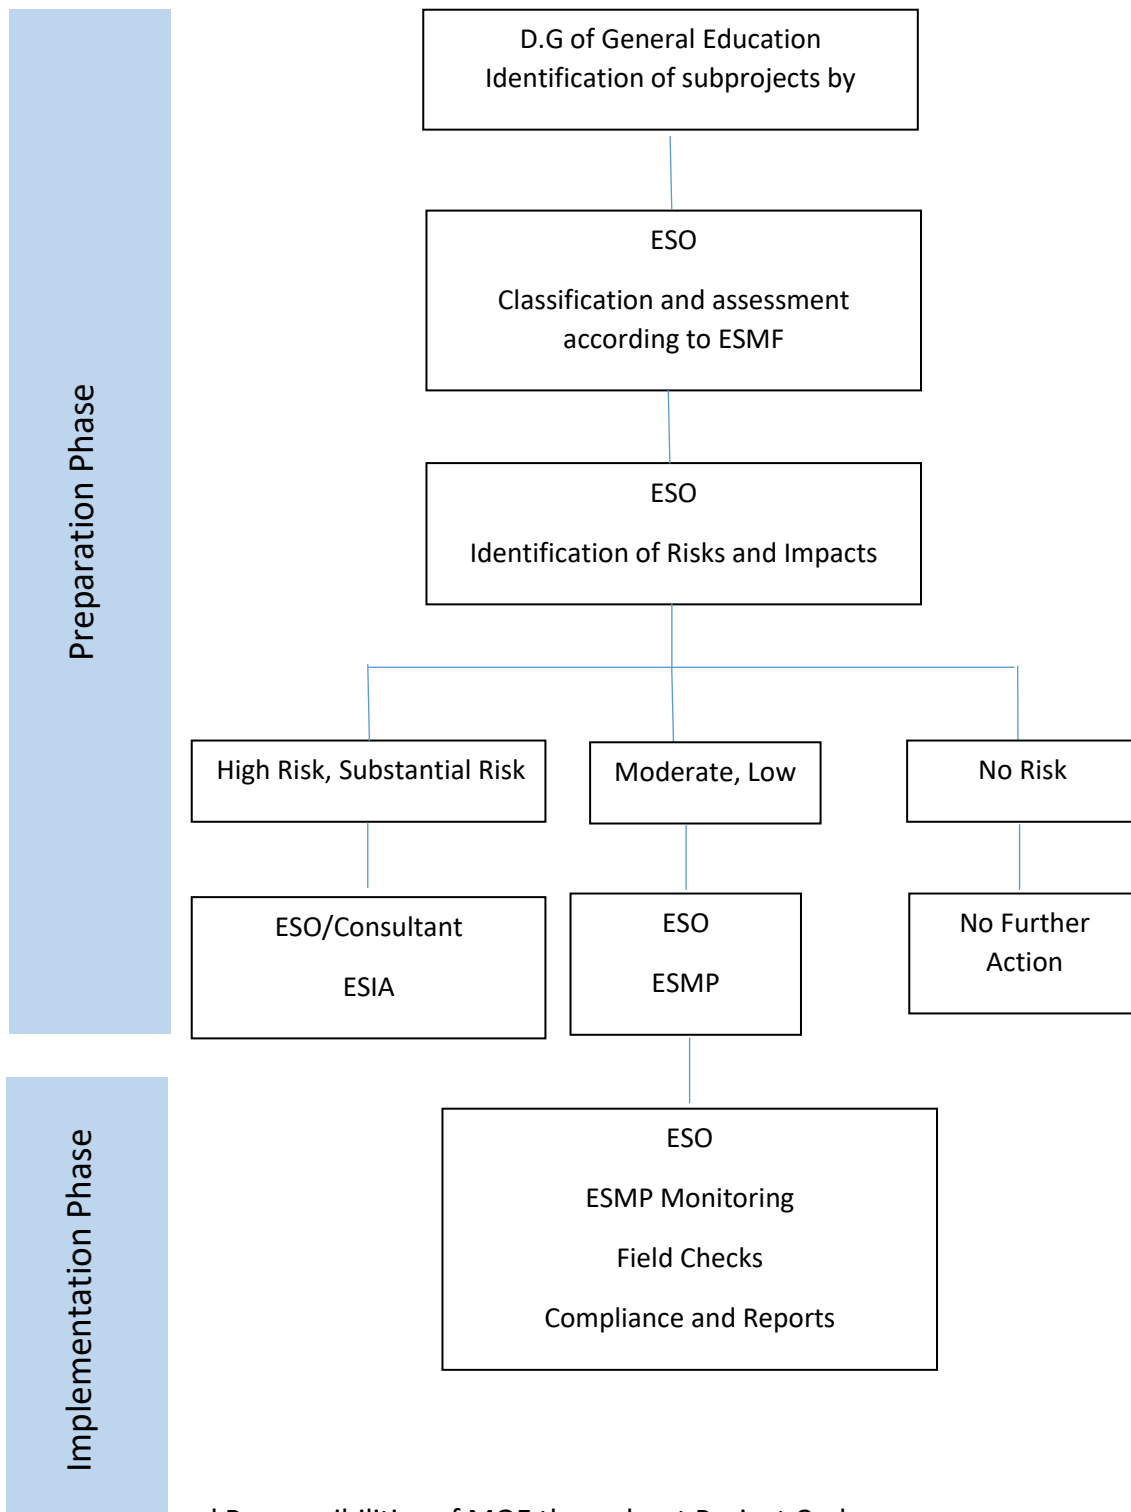 D.G of General Education
Identification of subprojects by
ESO
Classification and assessment
according to ESMF
ESO
Identification of Risks and Impacts
Preparation Phase
High Risk, Substantial Risk
Moderate, Low
No Risk
ESO/Consultant
ESIA
ESO
ESMP
No Further
Action
ESO
ESMP Monitoring
Field Checks
Compliance and Reports
Implementation Phase